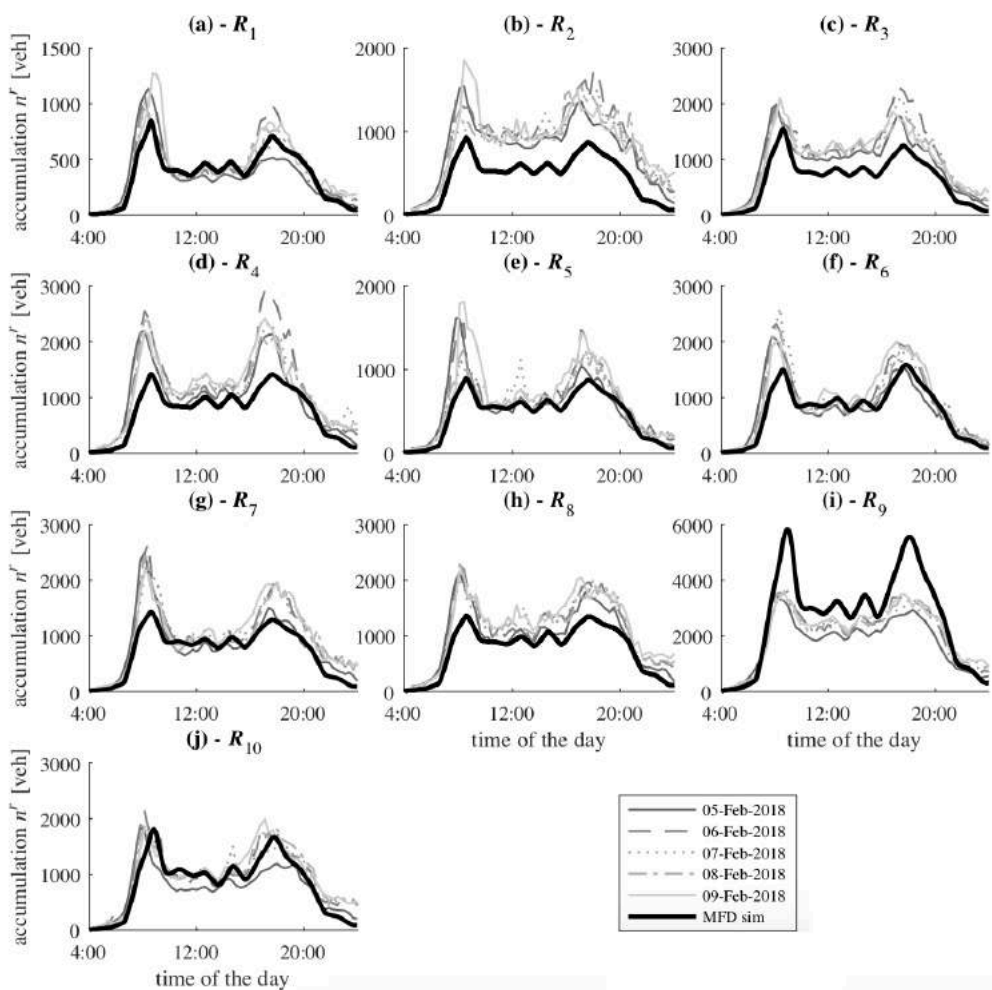 (a) - R1
(b) - R2
(c) - R3
accumulation n^r [veh]
1500
1000
500
0
4:00 12:00 20:00
2000
1000
0
4:00 12:00 20:00
3000
2000
1000
0
4:00 12:00 20:00
(d) - R4
(e) - R5
(f) - R6
accumulation n^r [veh]
3000
2000
1000
0
4:00 12:00 20:00
2000
1000
0
4:00 12:00 20:00
3000
2000
1000
0
4:00 12:00 20:00
(g) - R7
(h) - R8
(i) - R9
accumulation n^r [veh]
3000
2000
1000
0
4:00 12:00 20:00
3000
2000
1000
0
4:00 12:00 20:00
time of the day
6000
4000
2000
0
4:00 12:00 20:00
time of the day
(j) - R10
accumulation n^r [veh]
3000
2000
1000
0
4:00 12:00 20:00
time of the day
05-Feb-2018
06-Feb-2018
07-Feb-2018
08-Feb-2018
09-Feb-2018
MFD sim